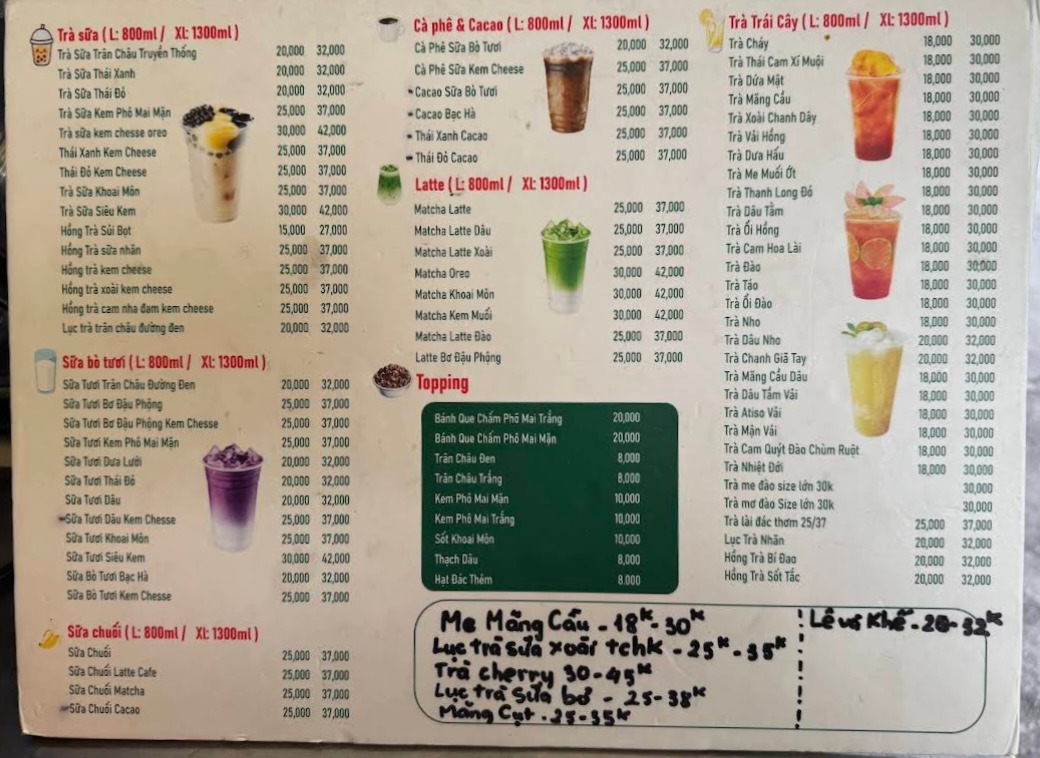 Trà sữa ( L: 800ml / XL: 1300ml )
Trà Sữa Trân Châu Truyền Thống 20,000 32,000
Trà Sữa Thái Xanh 20,000 32,000
Trà Sữa Thái Đỏ 20,000 32,000
Trà Sữa Kem Phô Mai Mặn 25,000 37,000
Trà sữa kem chesse oreo 30,000 42,000
Thái Xanh Kem Cheese 25,000 37,000
Thái Đỏ Kem Cheese 25,000 37,000
Trà Sữa Khoai Môn 25,000 37,000
Trà Sữa Siêu Kem 30,000 42,000
Hồng Trà Sủi Bọt 15,000 27,000
Hồng Trà sữa nhãn 25,000 37,000
Hồng trà kem cheese 25,000 37,000
Hồng trà xoài kem cheese 25,000 37,000
Hồng trà cam nha đam kem cheese 25,000 37,000
Lục trà trân châu đường đen 20,000 32,000
Sữa bò tươi ( L: 800ml / XL: 1300ml )
Sữa Tươi Trân Châu Đường Đen 20,000 32,000
Sữa Tươi Bơ Đậu Phộng 25,000 37,000
Sữa Tươi Bơ Đậu Phộng Kem Chesse 25,000 37,000
Sữa Tươi Kem Phô Mai Mặn 25,000 37,000
Sữa Tươi Dưa Lưới 20,000 32,000
Sữa Tươi Thái Đỏ 20,000 32,000
Sữa Tươi Dâu 20,000 32,000
Sữa Tươi Dâu Kem Chesse 25,000 37,000
Sữa Tươi Khoai Môn 25,000 37,000
Sữa Tươi Siêu Kem 30,000 42,000
Sữa Bò Tươi Bạc Hà 20,000 32,000
Sữa Bò Tươi Kem Chesse 25,000 37,000
Sữa chuối ( L: 800ml / XL: 1300ml )
Sữa Chuối 25,000 37,000
Sữa Chuối Latte Cafe 25,000 37,000
Sữa Chuối Matcha 25,000 37,000
Sữa Chuối Cacao 25,000 37,000
Cà phê & Cacao ( L: 800ml / XL: 1300ml )
Cà Phê Sữa Bò Tươi 20,000 32,000
Cà Phê Sữa Kem Cheese 25,000 37,000
Cacao Sữa Bò Tươi 25,000 37,000
Cacao Bạc Hà 25,000 37,000
Thái Xanh Cacao 25,000 37,000
Thái Đỏ Cacao 25,000 37,000
Latte ( L: 800ml / XL: 1300ml )
Matcha Latte 25,000 37,000
Matcha Latte Dâu 25,000 37,000
Matcha Latte Xoài 25,000 37,000
Matcha Oreo 30,000 42,000
Matcha Khoai Môn 30,000 42,000
Matcha Kem Muối 30,000 42,000
Matcha Latte Đào 25,000 37,000
Latte Bơ Đậu Phộng 25,000 37,000
Topping
Bánh Que Chấm Phô Mai Trắng 20,000
Bánh Que Chấm Phô Mai Mặn 20,000
Trân Châu Đen 8,000
Trân Châu Trắng 8,000
Kem Phô Mai Mặn 10,000
Kem Phô Mai Trắng 10,000
Sốt Khoai Môn 10,000
Thạch Dâu 8,000
Hạt Đác Thêm 8.000
Trà Trái Cây ( L: 800ml / XL: 1300ml )
Trà Cháy 18,000 30,000
Trà Thái Cam Xí Muội 18,000 30,000
Trà Dứa Mật 18,000 30,000
Trà Mãng Cầu 18,000 30,000
Trà Xoài Chanh Dây 18,000 30,000
Trà Vải Hồng 18,000 30,000
Trà Dưa Hấu 18,000 30,000
Trà Me Muối Ớt 18,000 30,000
Trà Thanh Long Đỏ 18,000 30,000
Trà Dâu Tằm 18,000 30,000
Trà Ổi Hồng 18,000 30,000
Trà Cam Hoa Lài 18,000 30,000
Trà Đào 18,000 30,000
Trà Táo 18,000 30,000
Trà Ổi Đào 18,000 30,000
Trà Nho 18,000 30,000
Trà Dâu Nho 20,000 32,000
Trà Chanh Giã Tay 20,000 32,000
Trà Mãng Cầu Dâu 18,000 30,000
Trà Dâu Tằm Vải 18,000 30,000
Trà Atiso Vải 18,000 30,000
Trà Mận Vải 18,000 30,000
Trà Cam Quýt Đào Chùm Ruột 18,000 30,000
Trà Nhiệt Đới 18,000 30,000
Trà me đào size lớn 30k 30,000
Trà mơ đào Size lớn 30k 30,000
Trà lài đác thơm 25/37 25,000 37,000
Lục Trà Nhãn 20,000 32,000
Hồng Trà Bí Đao 20,000 32,000
Hồng Trà Sốt Tắc 20,000 32,000
Me Mãng Cầu - 18k - 30k
Lục trà sữa xoài tchk - 25k - 35k
Trà cherry 30 - 45k
Lục trà sữa bơ - 25 - 38k
Măng Cụt - 25 - 35k
Lê và Khế - 20 - 32k